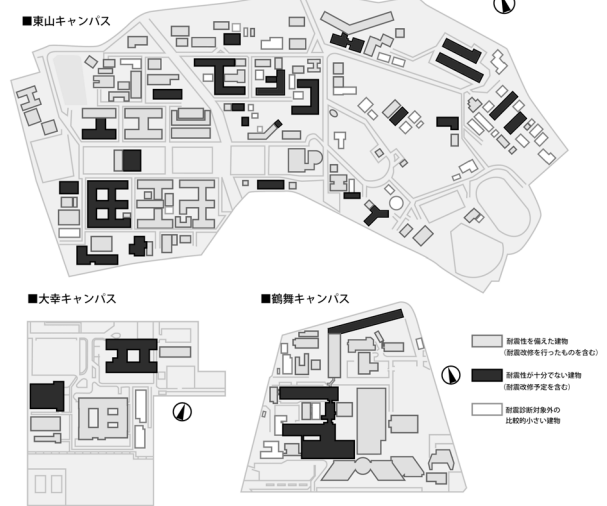 ■東山キャンパス
■大幸キャンパス
■鶴舞キャンパス
耐震性を備えた建物
(耐震改修を行ったものを含む)
耐震性が十分でない建物
(耐震改修予定を含む)
耐震診断対象外の
比較的小さい建物